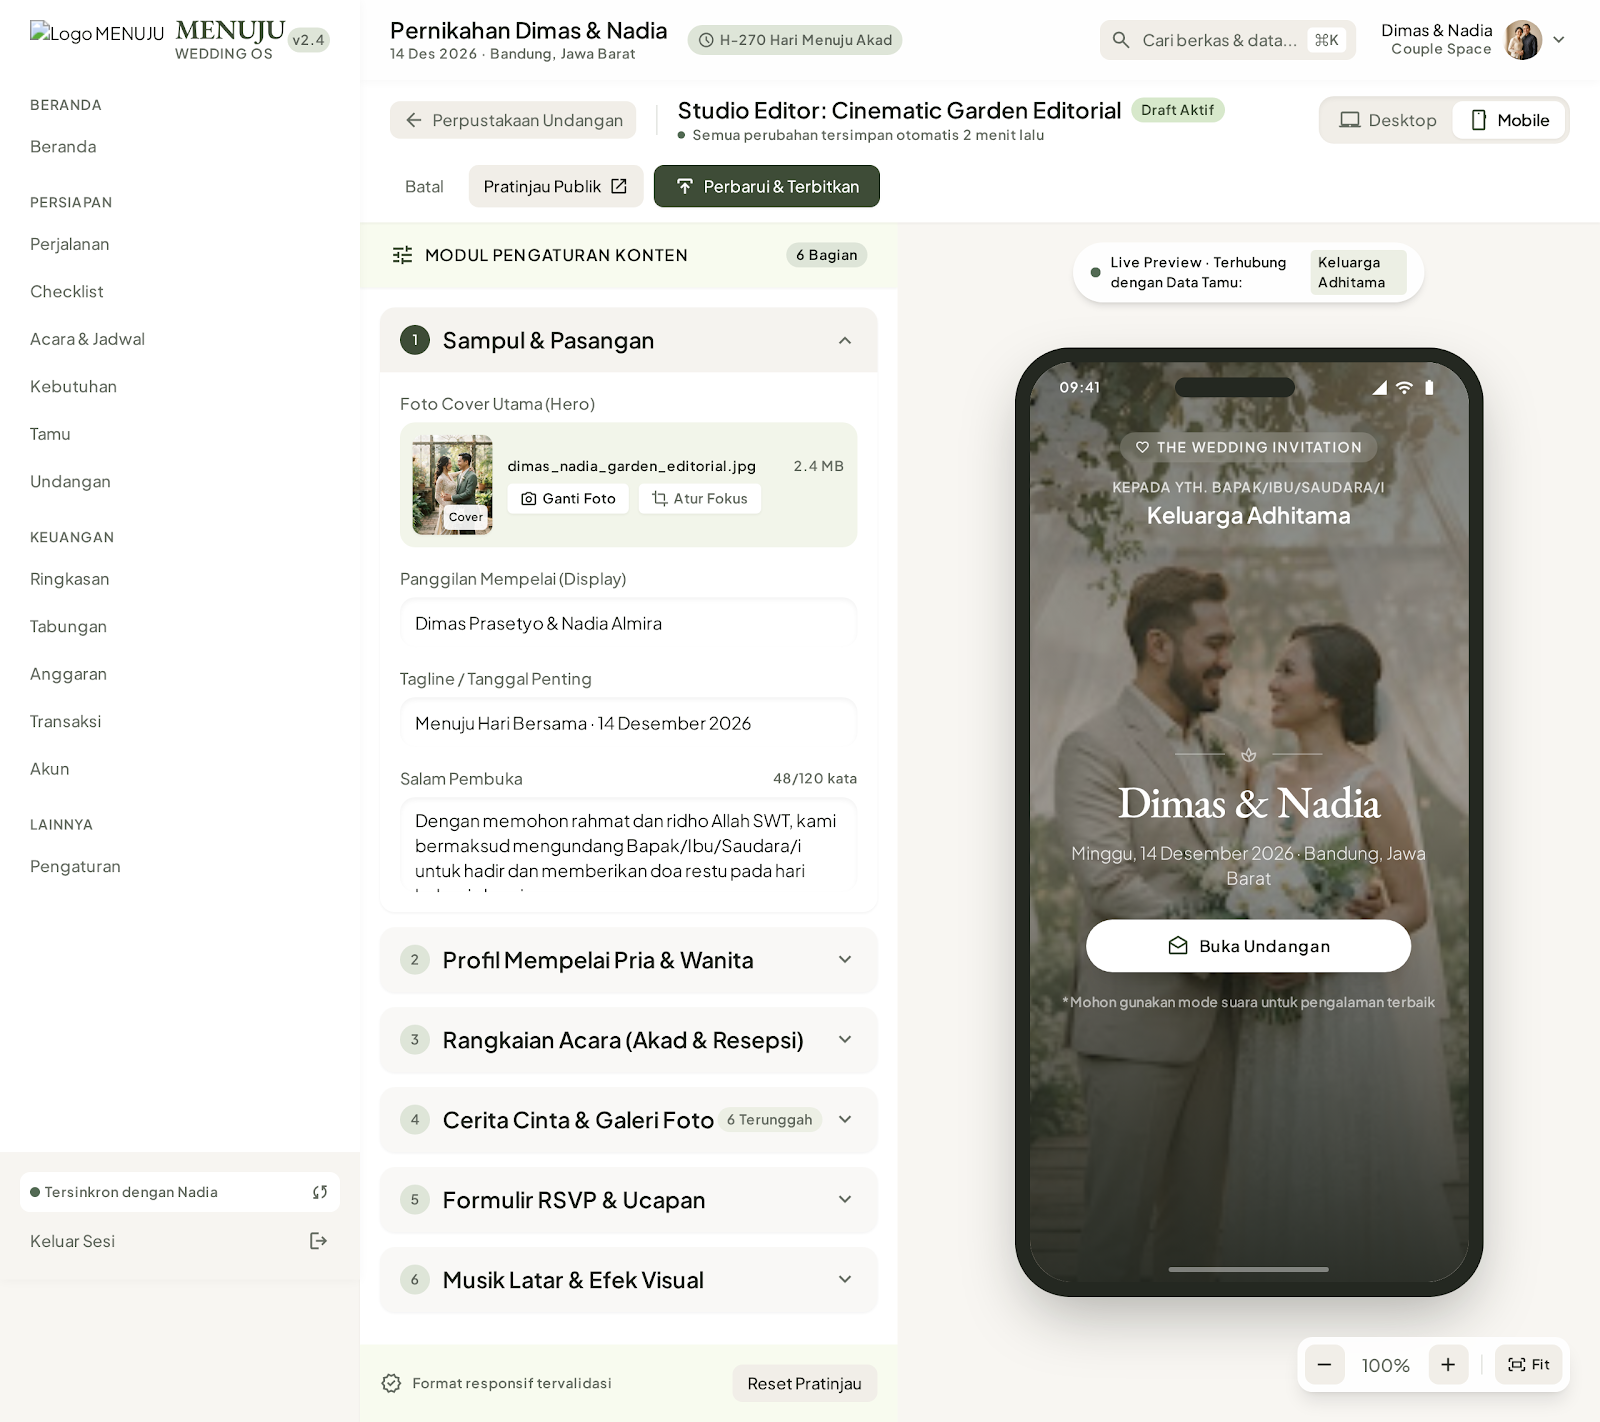 Logo MENUJU
MENUJU
WEDDING OS
v2.4
BERANDA
Beranda
PERSIAPAN
Perjalanan
Checklist
Acara & Jadwal
Kebutuhan
Tamu
Undangan
KEUANGAN
Ringkasan
Tabungan
Anggaran
Transaksi
Akun
LAINNYA
Pengaturan
Tersinkron dengan Nadia
Keluar Sesi
Pernikahan Dimas & Nadia
14 Des 2026 · Bandung, Jawa Barat
H-270 Hari Menuju Akad
Cari berkas & data...
⌘K
Dimas & Nadia
Couple Space
Perpustakaan Undangan
Studio Editor: Cinematic Garden Editorial
Draft Aktif
Semua perubahan tersimpan otomatis 2 menit lalu
Desktop
Mobile
Batal
Pratinjau Publik
Perbarui & Terbitkan
MODUL PENGATURAN KONTEN
6 Bagian
1
Sampul & Pasangan
Foto Cover Utama (Hero)
Cover
dimas_nadia_garden_editorial.jpg
2.4 MB
Ganti Foto
Atur Fokus
Panggilan Mempelai (Display)
Dimas Prasetyo & Nadia Almira
Tagline / Tanggal Penting
Menuju Hari Bersama · 14 Desember 2026
Salam Pembuka
48/120 kata
Dengan memohon rahmat dan ridho Allah SWT, kami
bermaksud mengundang Bapak/Ibu/Saudara/i
untuk hadir dan memberikan doa restu pada hari
2
Profil Mempelai Pria & Wanita
3
Rangkaian Acara (Akad & Resepsi)
4
Cerita Cinta & Galeri Foto
6 Terunggah
5
Formulir RSVP & Ucapan
6
Musik Latar & Efek Visual
Format responsif tervalidasi
Reset Pratinjau
Live Preview · Terhubung
dengan Data Tamu:
Keluarga
Adhitama
09:41
THE WEDDING INVITATION
KEPADA YTH. BAPAK/IBU/SAUDARA/I
Keluarga Adhitama
Dimas & Nadia
Minggu, 14 Desember 2026 · Bandung, Jawa
Barat
Buka Undangan
*Mohon gunakan mode suara untuk pengalaman terbaik
100%
Fit